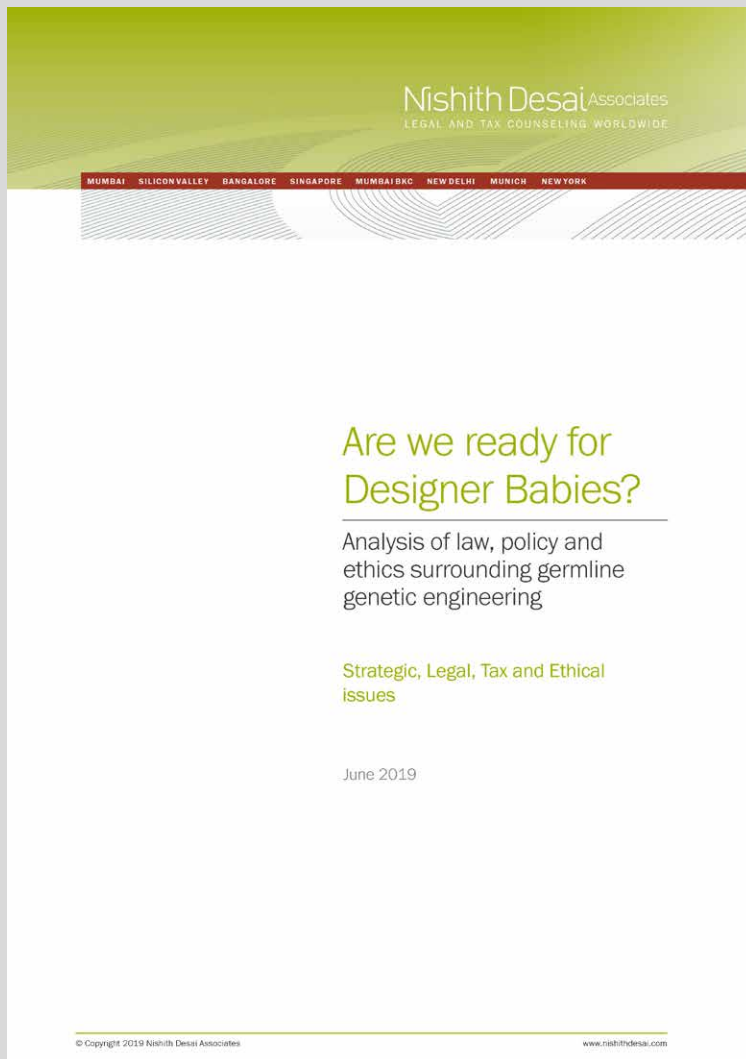 Nishith Desai Associates
LEGAL AND TAX COUNSELING WORLDWIDE
MUMBAI SILICON VALLEY BANGALORE SINGAPORE MUMBAI BKC NEW DELHI MUNICH NEW YORK
Are we ready for
Designer Babies?
Analysis of law, policy and
ethics surrounding germline
genetic engineering
Strategic, Legal, Tax and Ethical
issues
June 2019
© Copyright 2019 Nishith Desai Associates www.nishithdesai.com